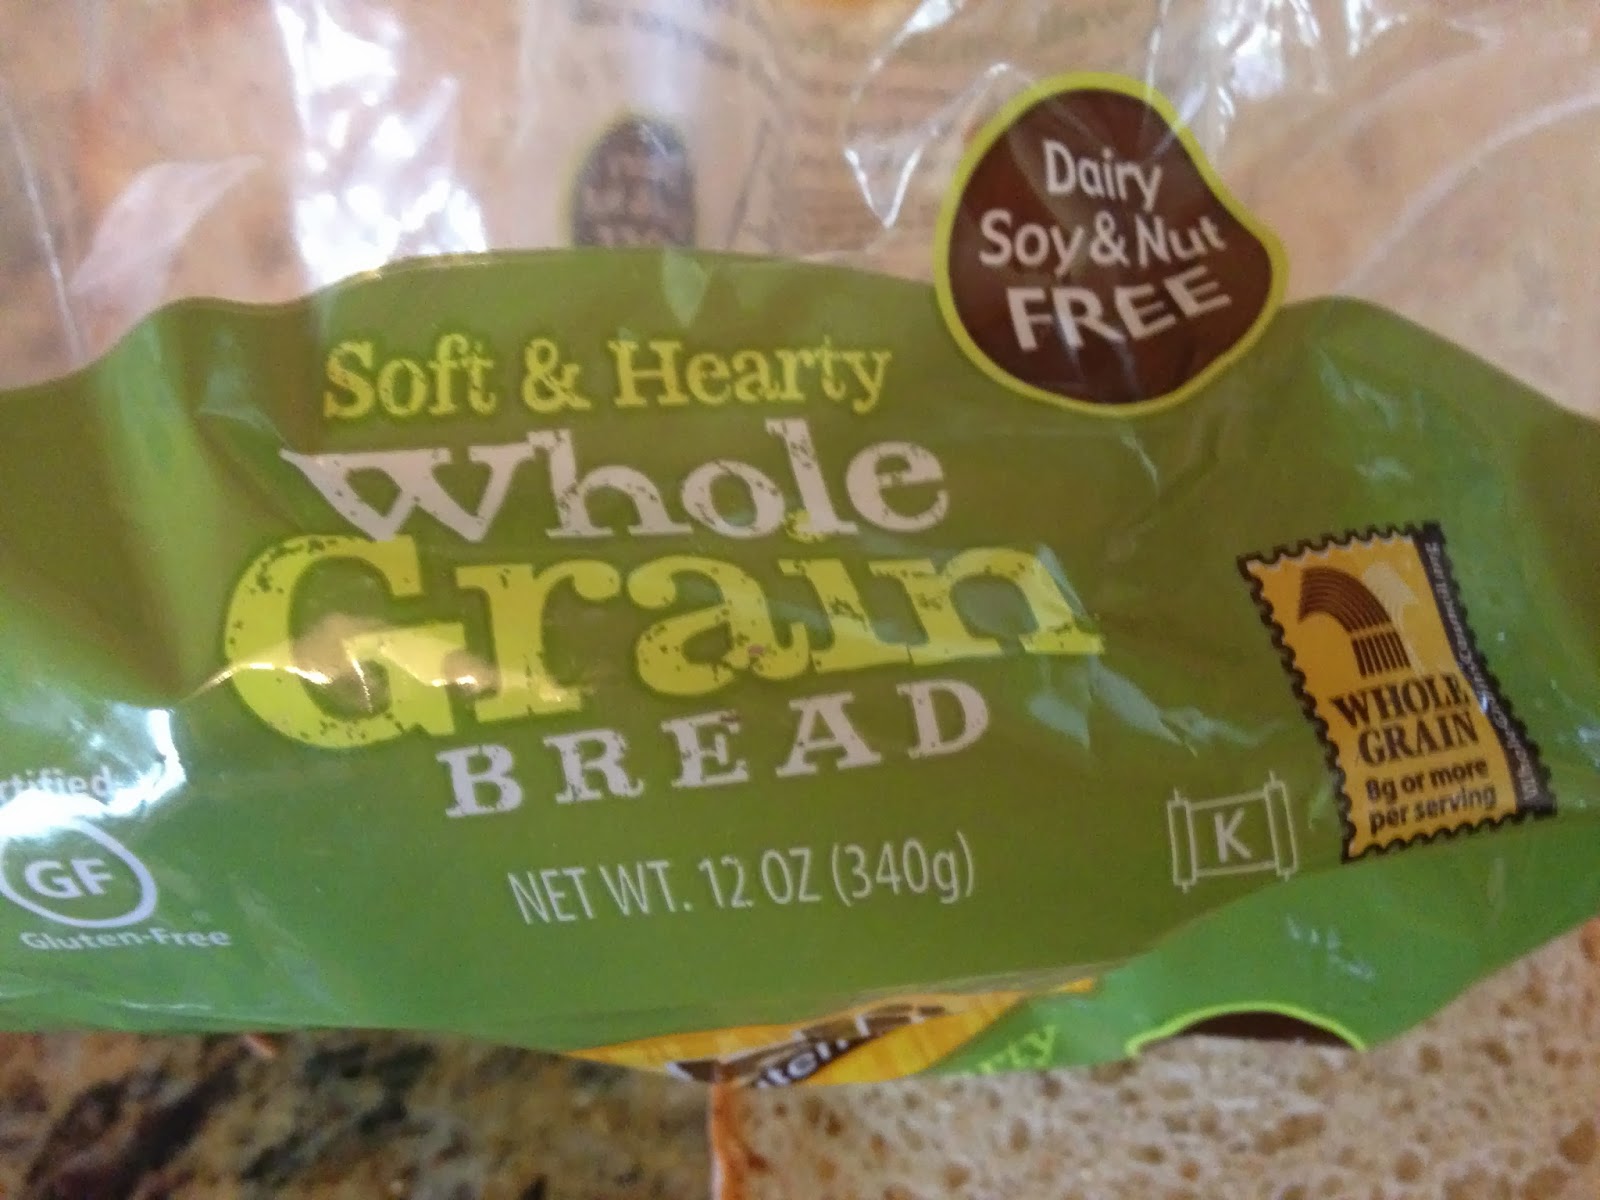 Dairy
Soy & Nut
FREE
Soft & Hearty
Whole
Grain
BREAD
NET WT. 12 OZ (340g)
rtified
GF
Gluten-Free
K
WHOLE
GRAIN
8g or more
per serving
rty